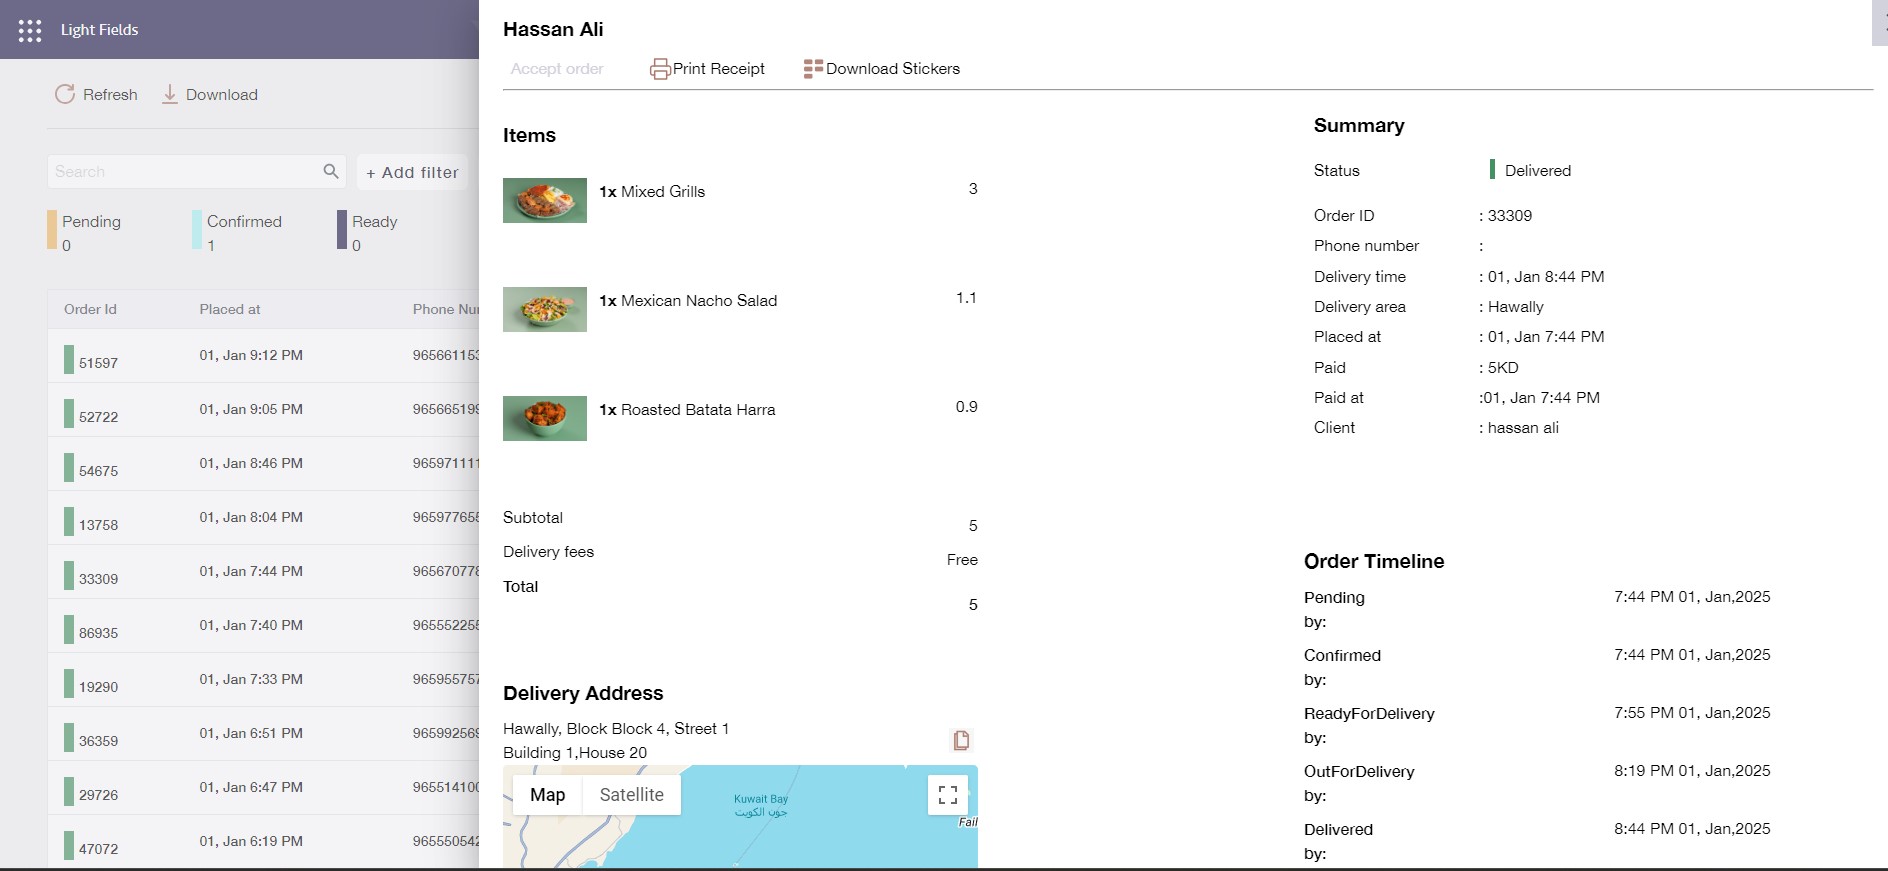 Light Fields
Refresh
Download
Search
+ Add filter
Pending
0
Confirmed
1
Ready
0
Order Id Placed at Phone Nu
51597 01, Jan 9:12 PM 96566115
52722 01, Jan 9:05 PM 96566519
54675 01, Jan 8:46 PM 96597111
13758 01, Jan 8:04 PM 96597765
33309 01, Jan 7:44 PM 96567077
86935 01, Jan 7:40 PM 96555225
19290 01, Jan 7:33 PM 96595575
36359 01, Jan 6:51 PM 96599256
29726 01, Jan 6:47 PM 96551410
47072 01, Jan 6:19 PM 96555054
Hassan Ali
Accept order
Print Receipt
Download Stickers
Items
1x Mixed Grills 3
1x Mexican Nacho Salad 1.1
1x Roasted Batata Harra 0.9
Subtotal 5
Delivery fees Free
Total 5
Delivery Address
Hawally, Block Block 4, Street 1
Building 1,House 20
Map
Satellite
Kuwait Bay
جون الكويت
Fail
Summary
Status Delivered
Order ID : 33309
Phone number :
Delivery time : 01, Jan 8:44 PM
Delivery area : Hawally
Placed at : 01, Jan 7:44 PM
Paid : 5KD
Paid at :01, Jan 7:44 PM
Client : hassan ali
Order Timeline
Pending 7:44 PM 01, Jan,2025
by:
Confirmed 7:44 PM 01, Jan,2025
by:
ReadyForDelivery 7:55 PM 01, Jan,2025
by:
OutForDelivery 8:19 PM 01, Jan,2025
by:
Delivered 8:44 PM 01, Jan,2025
by: